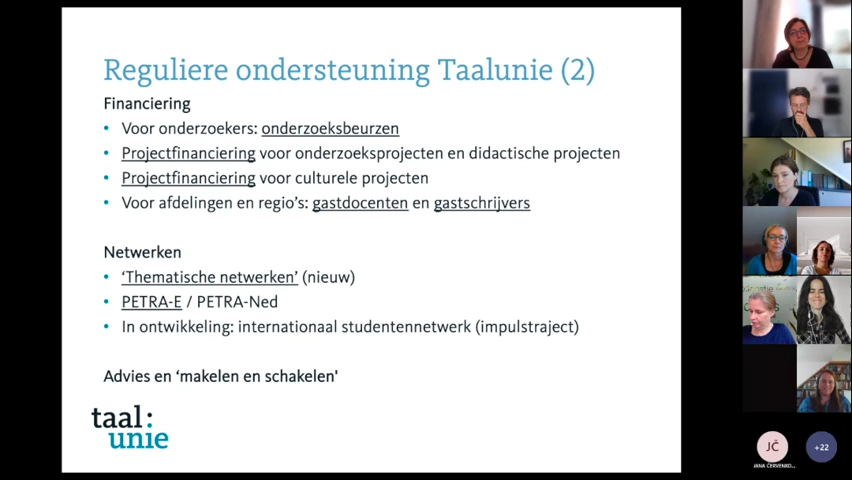 Reguliere ondersteuning Taalunie (2)
Financiering
• Voor onderzoekers: onderzoeksbeurzen
• Projectfinanciering voor onderzoeksprojecten en didactische projecten
• Projectfinanciering voor culturele projecten
• Voor afdelingen en regio’s: gastdocenten en gastschrijvers
Netwerken
• ‘Thematische netwerken’ (nieuw)
• PETRA-E / PETRA-Ned
• In ontwikkeling: internationaal studentennetwerk (impulstraject)
Advies en ‘makelen en schakelen'
taal:
unie
JČ
+22
JANA ČERVENKO...